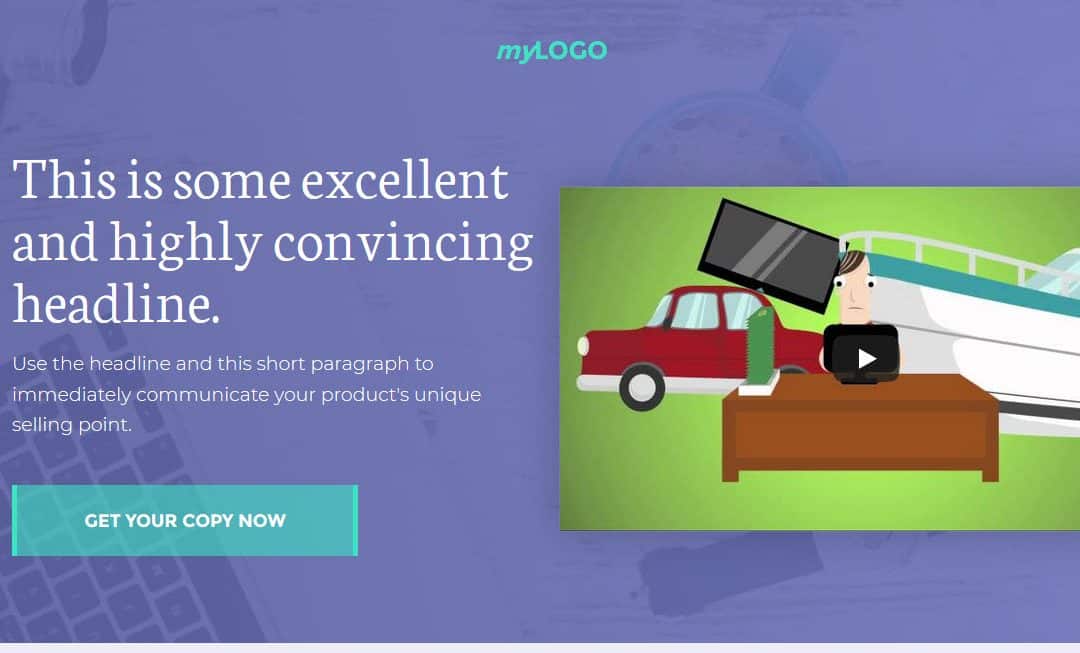 myLOGO
This is some excellent
and highly convincing
headline.
Use the headline and this short paragraph to
immediately communicate your product's unique
selling point.
GET YOUR COPY NOW